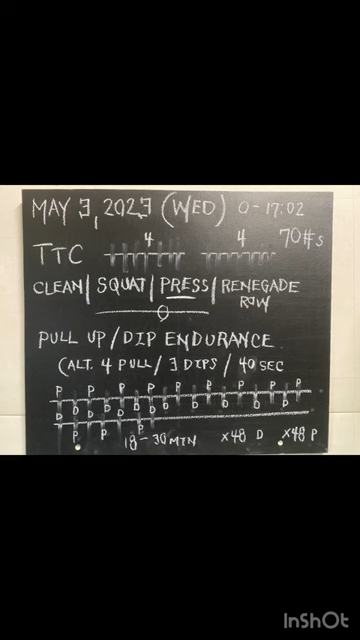 MAY 3, 2023 (WED) 0-17:02
4 4 70#s
TTC
CLEAN| SQUAT| PRESS| RENEGADE ROW
PULL UP/DIP ENDURANCE
(ALT. 4 PULL/3 DIPS/40 SEC
P P P P P P P P P
D D D D D D D D
D D D D D
P P P
18-30 MIN X48 D X48 P
InShOt